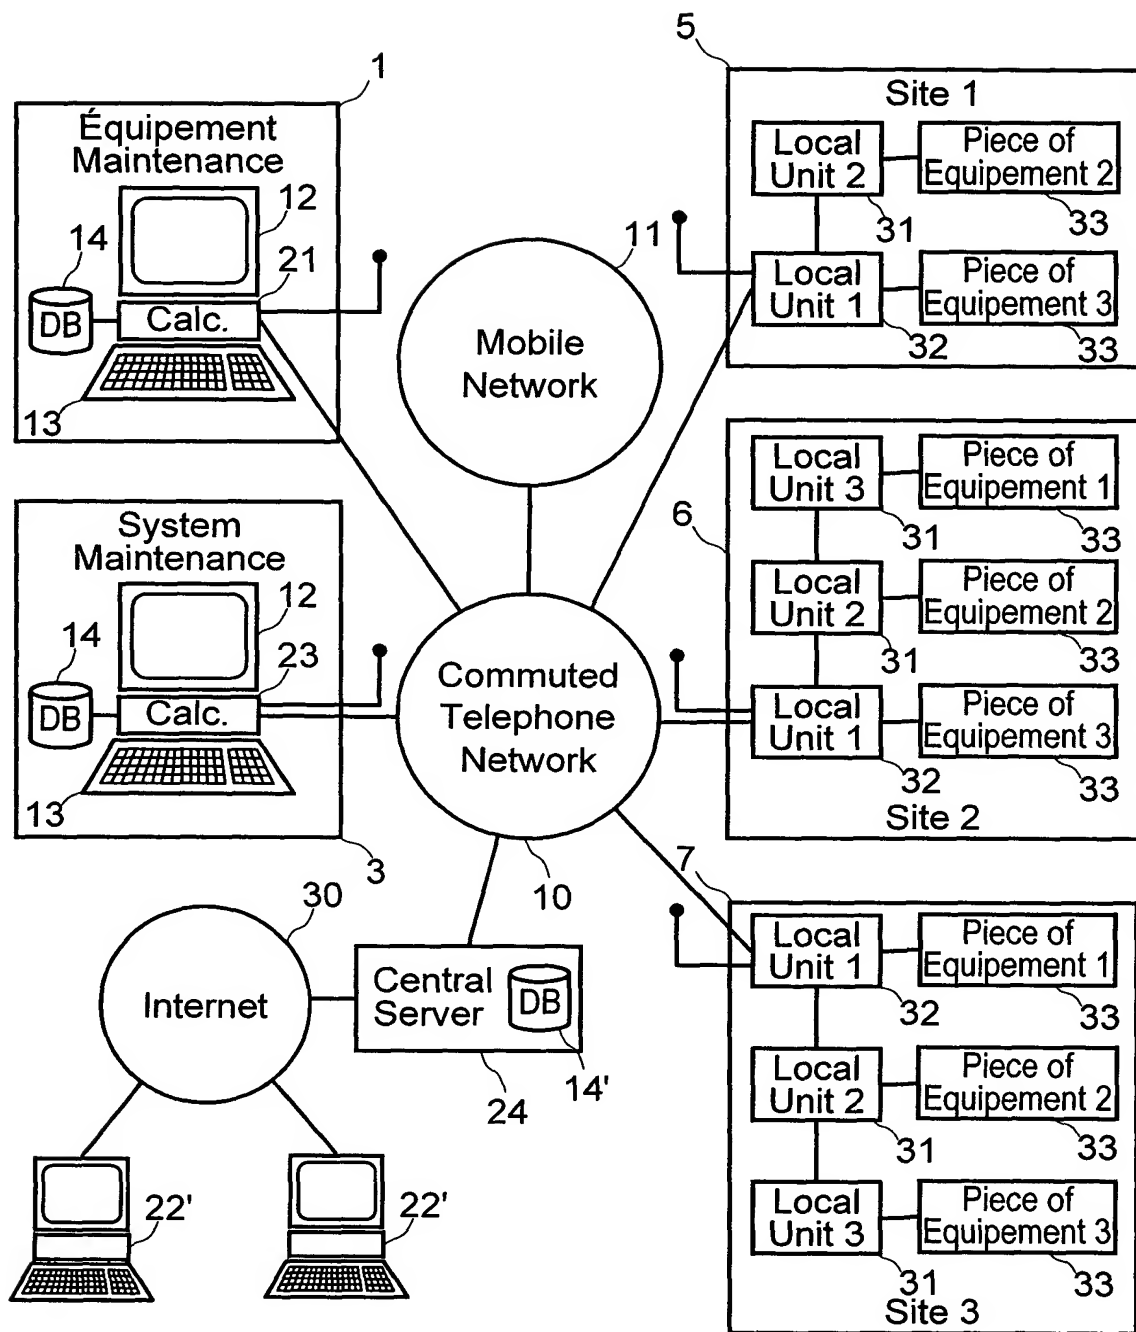 1
Équipement
Maintenance
12
14
21
DB
Calc.
13
11
Mobile
Network
5
Site 1
Local
Unit 2
Piece of
Equipement 2
31
33
Local
Unit 1
Piece of
Equipement 3
32
33
System
Maintenance
12
14
23
DB
Calc.
13
3
Commuted
Telephone
Network
10
6
Local
Unit 3
Piece of
Equipement 1
31
33
Local
Unit 2
Piece of
Equipement 2
31
33
Local
Unit 1
Piece of
Equipement 3
32
33
Site 2
30
Internet
Central
Server
DB
14'
24
22'
22'
7
Local
Unit 1
Piece of
Equipement 1
32
33
Local
Unit 2
Piece of
Equipement 2
31
33
Local
Unit 3
Piece of
Equipement 3
31
33
Site 3